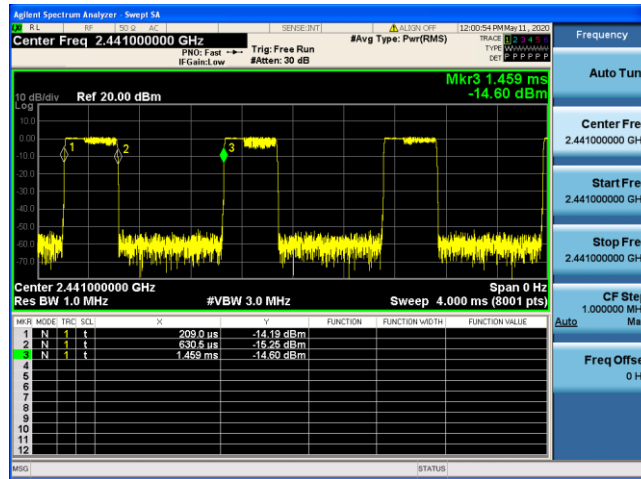 Agilent Spectrum Analyzer - Swept SA
RL RF 50 Ω AC SENSE:INT ALIGN OFF 12:00:54 PM May 11, 2020
Center Freq 2.441000000 GHz #Avg Type: Pwr(RMS) TRACE 1 2 3 4 5 6
PNO: Fast Trig: Free Run TYPE
IFGain:Low #Atten: 30 dB DET P P P P P P
Mkr3 1.459 ms
10 dB/div Ref 20.00 dBm -14.60 dBm
Log
10.0
0.00
-10.0
-20.0
-30.0
-40.0
-50.0
-60.0
-70.0
1
2
3
Center 2.441000000 GHz Span 0 Hz
Res BW 1.0 MHz #VBW 3.0 MHz Sweep 4.000 ms (8001 pts)
MKR MODE TRC SCL X Y FUNCTION FUNCTION WIDTH FUNCTION VALUE
1 N 1 t 209.0 µs -14.19 dBm
2 N 1 t 630.5 µs -15.25 dBm
3 N 1 t 1.459 ms -14.60 dBm
4
5
6
7
8
9
10
11
12
MSG STATUS
Frequency
Auto Tun
Center Fre
2.441000000 GH
Start Fre
2.441000000 GH
Stop Fre
2.441000000 GH
CF Ste
1.000000 MH
Auto Ma
Freq Offse
0 H